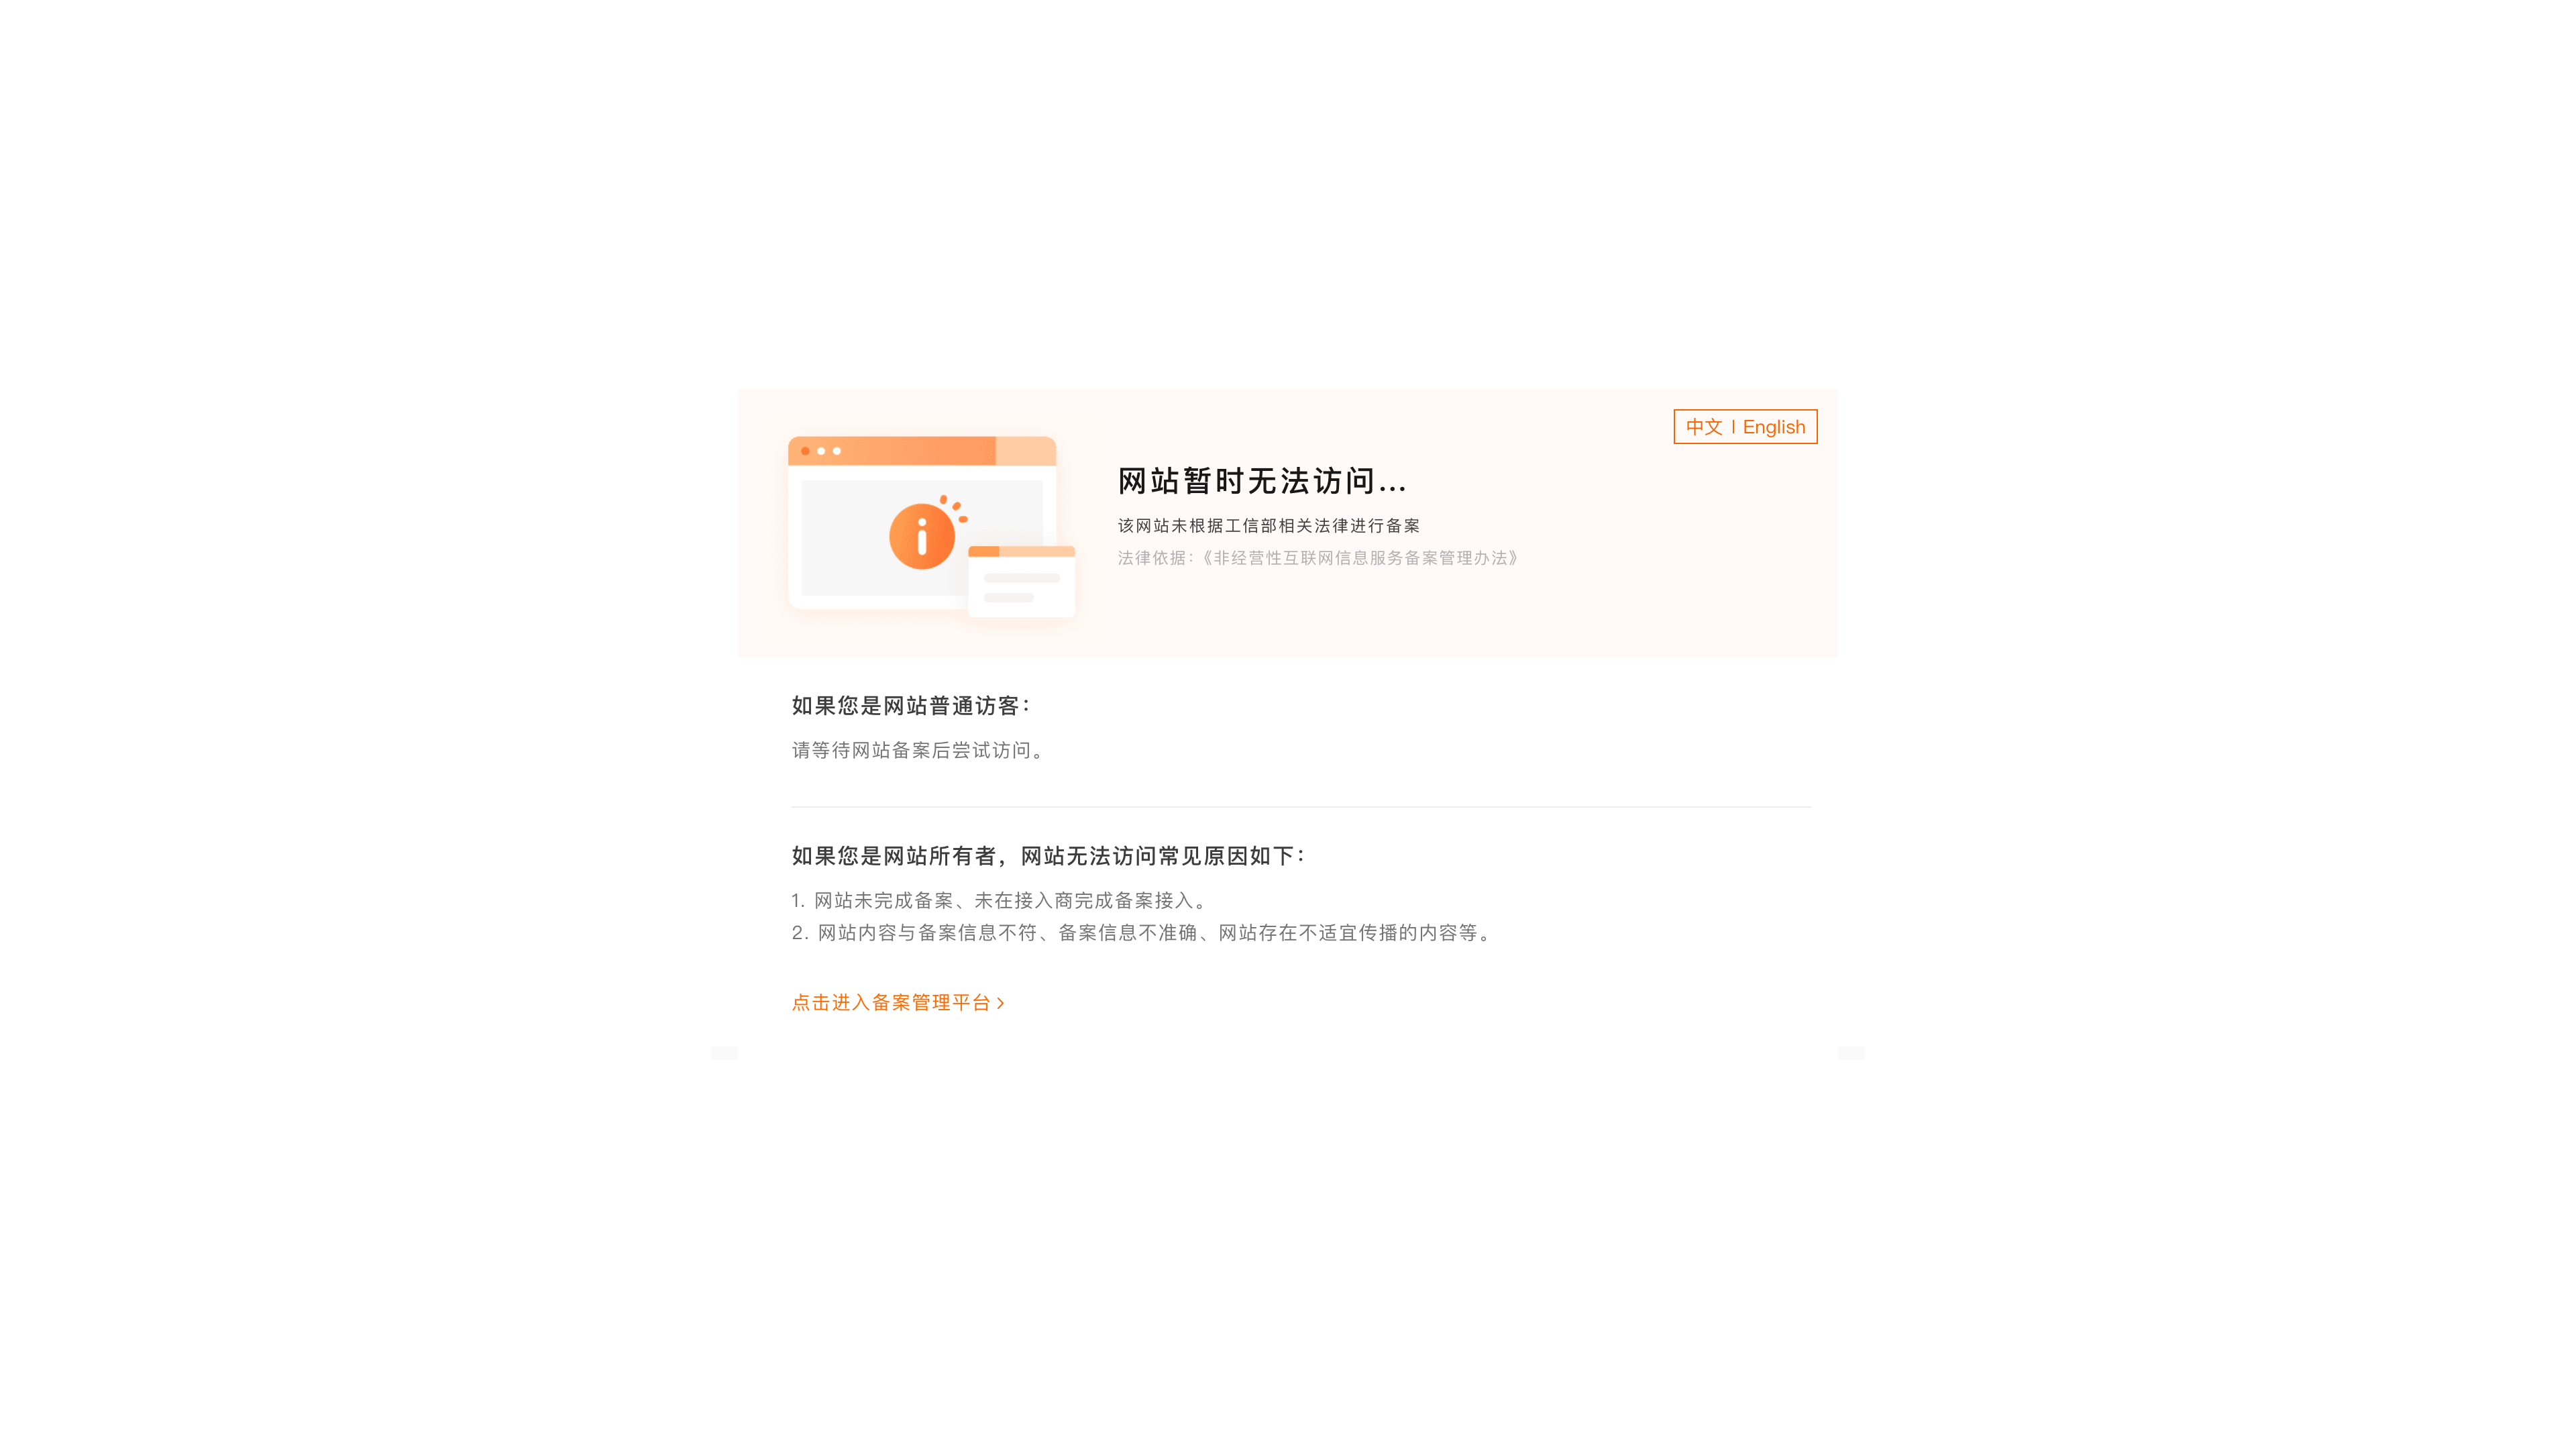 中文 | English
网站暂时无法访问...
该网站未根据工信部相关法律进行备案
法律依据：《非经营性互联网信息服务备案管理办法》
如果您是网站普通访客：
请等待网站备案后尝试访问。
如果您是网站所有者，网站无法访问常见原因如下：
1. 网站未完成备案、未在接入商完成备案接入。
2. 网站内容与备案信息不符、备案信息不准确、网站存在不适宜传播的内容等。
点击进入备案管理平台 >